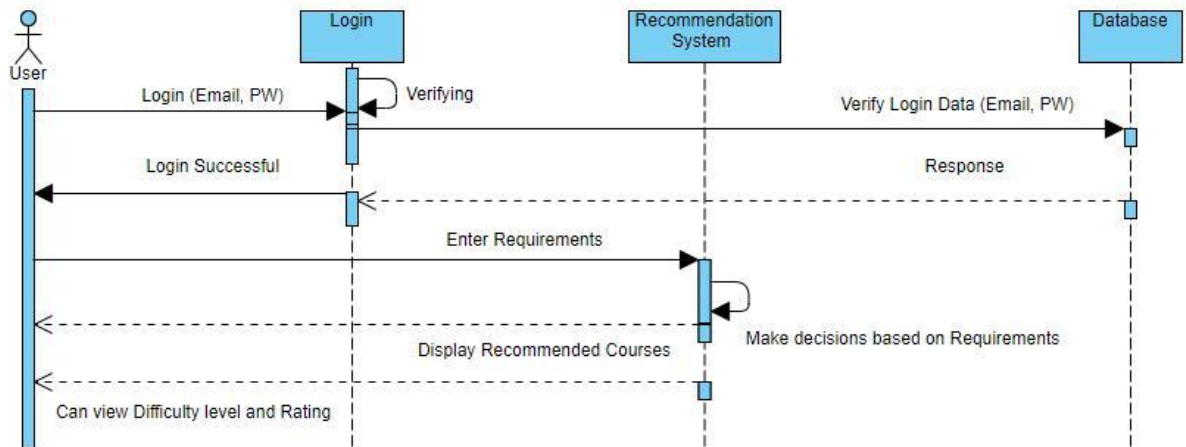 Login
Recommendation
System
Database
User
Login (Email, PW)
Verifying
Verify Login Data (Email, PW)
Login Successful
Response
Enter Requirements
Make decisions based on Requirements
Display Recommended Courses
Can view Difficulty level and Rating